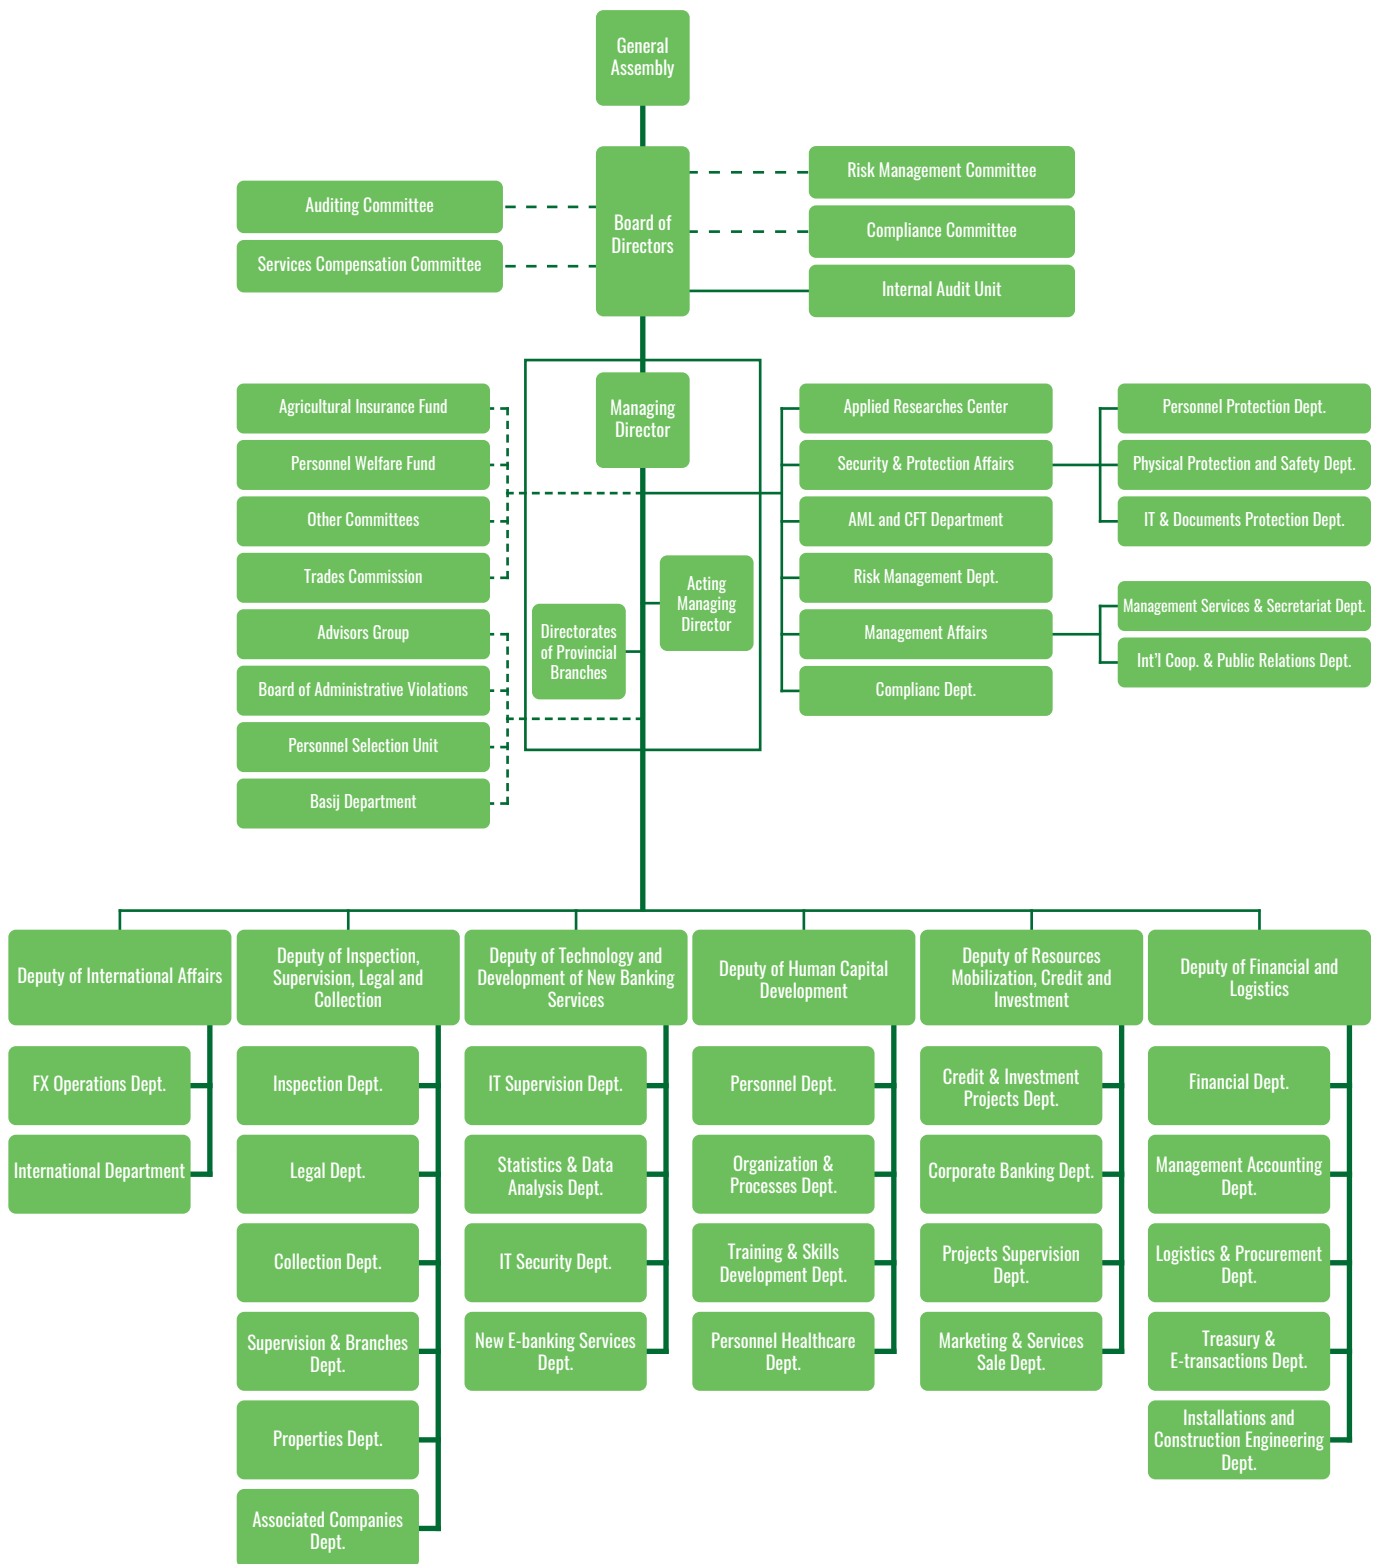 General
Assembly
Board of
Directors
Auditing Committee
Services Compensation Committee
Risk Management Committee
Compliance Committee
Internal Audit Unit
Managing
Director
Acting
Managing
Director
Directorates
of Provincial
Branches
Agricultural Insurance Fund
Personnel Welfare Fund
Other Committees
Trades Commission
Advisors Group
Board of Administrative Violations
Personnel Selection Unit
Basij Department
Applied Researches Center
Security & Protection Affairs
AML and CFT Department
Risk Management Dept.
Management Affairs
Complianc Dept.
Personnel Protection Dept.
Physical Protection and Safety Dept.
IT & Documents Protection Dept.
Management Services & Secretariat Dept.
Int'l Coop. & Public Relations Dept.
Deputy of International Affairs
FX Operations Dept.
International Department
Deputy of Inspection,
Supervision, Legal and
Collection
Inspection Dept.
Legal Dept.
Collection Dept.
Supervision & Branches
Dept.
Properties Dept.
Associated Companies
Dept.
Deputy of Technology and
Development of New Banking
Services
IT Supervision Dept.
Statistics & Data
Analysis Dept.
IT Security Dept.
New E-banking Services
Dept.
Deputy of Human Capital
Development
Personnel Dept.
Organization &
Processes Dept.
Training & Skills
Development Dept.
Personnel Healthcare
Dept.
Deputy of Resources
Mobilization, Credit and
Investment
Credit & Investment
Projects Dept.
Corporate Banking Dept.
Projects Supervision
Dept.
Marketing & Services
Sale Dept.
Deputy of Financial and
Logistics
Financial Dept.
Management Accounting
Dept.
Logistics & Procurement
Dept.
Treasury &
E-transactions Dept.
Installations and
Construction Engineering
Dept.